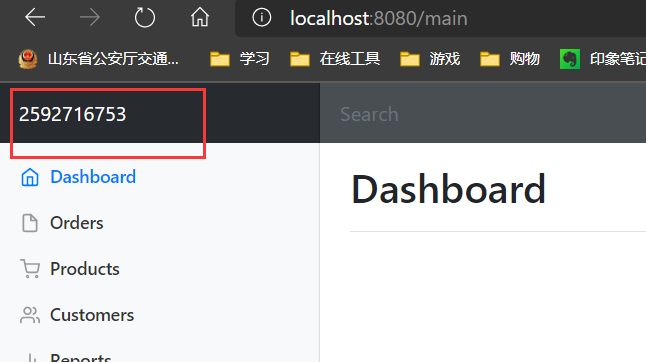 localhost:8080/main
山东省公安厅交通... 学习 在线工具 游戏 购物 印象笔记
2592716753 Search
Dashboard
Dashboard
Orders
Products
Customers
Reports